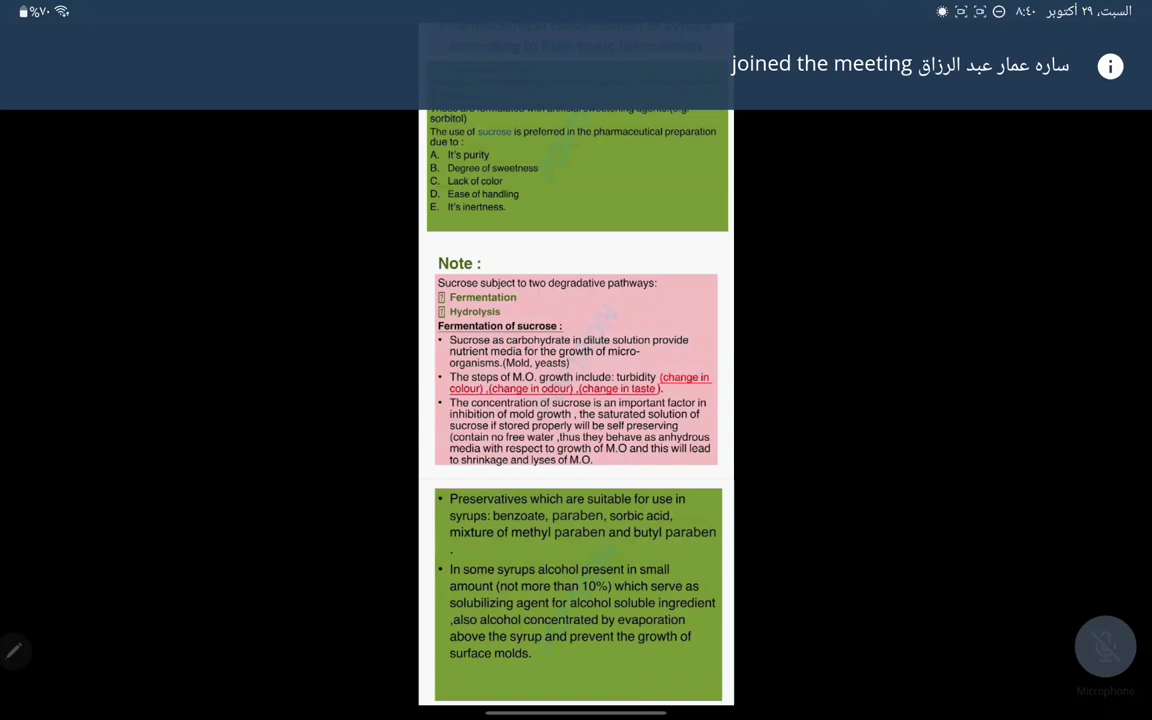 ٧٠%
السبت، ٢٩ أكتوبر ٨:٤٠
ساره عمار عبد الرزاق joined the meeting
according to their basic formulation
sorbitol)
The use of sucrose is preferred in the pharmaceutical preparation
due to :
A. It's purity
B. Degree of sweetness
C. Lack of color
D. Ease of handling
E. It's inertness.
Note :
Sucrose subject to two degradative pathways:
Fermentation
Hydrolysis
Fermentation of sucrose :
• Sucrose as carbohydrate in dilute solution provide
nutrient media for the growth of micro-
organisms.(Mold, yeasts)
• The steps of M.O. growth include: turbidity (change in
colour) ,(change in odour) ,(change in taste ).
• The concentration of sucrose is an important factor in
inhibition of mold growth , the saturated solution of
sucrose if stored properly will be self preserving
(contain no free water ,thus they behave as anhydrous
media with respect to growth of M.O and this will lead
to shrinkage and lyses of M.O.
• Preservatives which are suitable for use in
syrups: benzoate, paraben, sorbic acid,
mixture of methyl paraben and butyl paraben
.
• In some syrups alcohol present in small
amount (not more than 10%) which serve as
solubilizing agent for alcohol soluble ingredient
,also alcohol concentrated by evaporation
above the syrup and prevent the growth of
surface molds.
Microphone